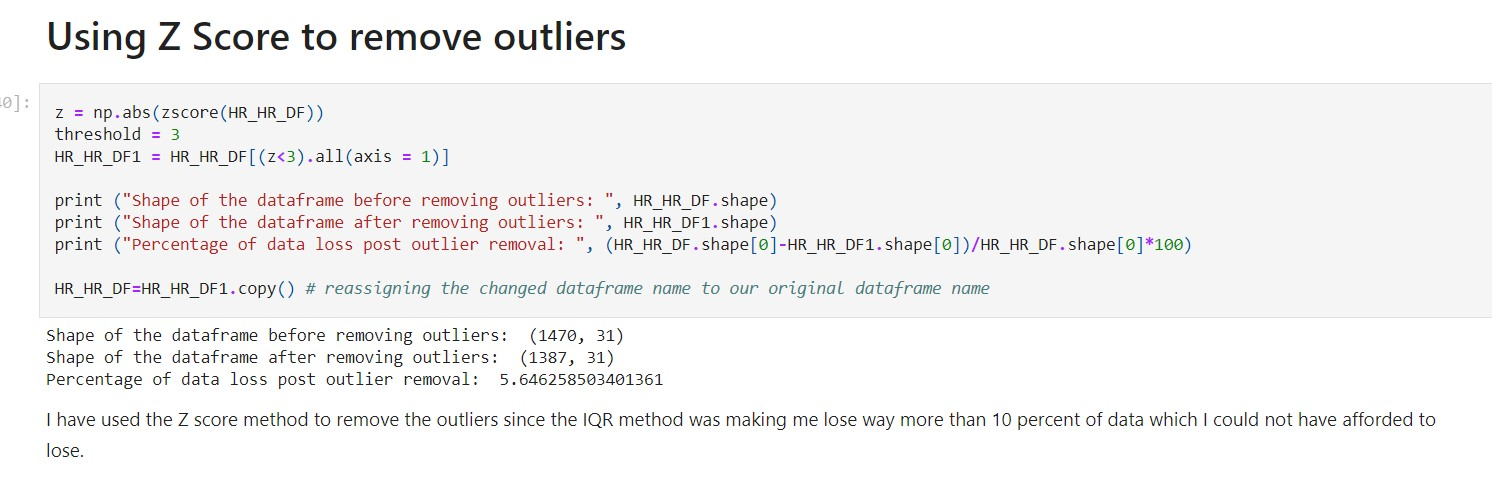 Using Z Score to remove outliers
40]:
z = np.abs(zscore(HR_HR_DF))
threshold = 3
HR_HR_DF1 = HR_HR_DF[(z<3).all(axis = 1)]
print ("Shape of the dataframe before removing outliers: ", HR_HR_DF.shape)
print ("Shape of the dataframe after removing outliers: ", HR_HR_DF1.shape)
print ("Percentage of data loss post outlier removal: ", (HR_HR_DF.shape[0]-HR_HR_DF1.shape[0])/HR_HR_DF.shape[0]*100)
HR_HR_DF=HR_HR_DF1.copy() # reassigning the changed dataframe name to our original dataframe name
Shape of the dataframe before removing outliers:  (1470, 31)
Shape of the dataframe after removing outliers:  (1387, 31)
Percentage of data loss post outlier removal:  5.646258503401361
I have used the Z score method to remove the outliers since the IQR method was making me lose way more than 10 percent of data which I could not have afforded to
lose.